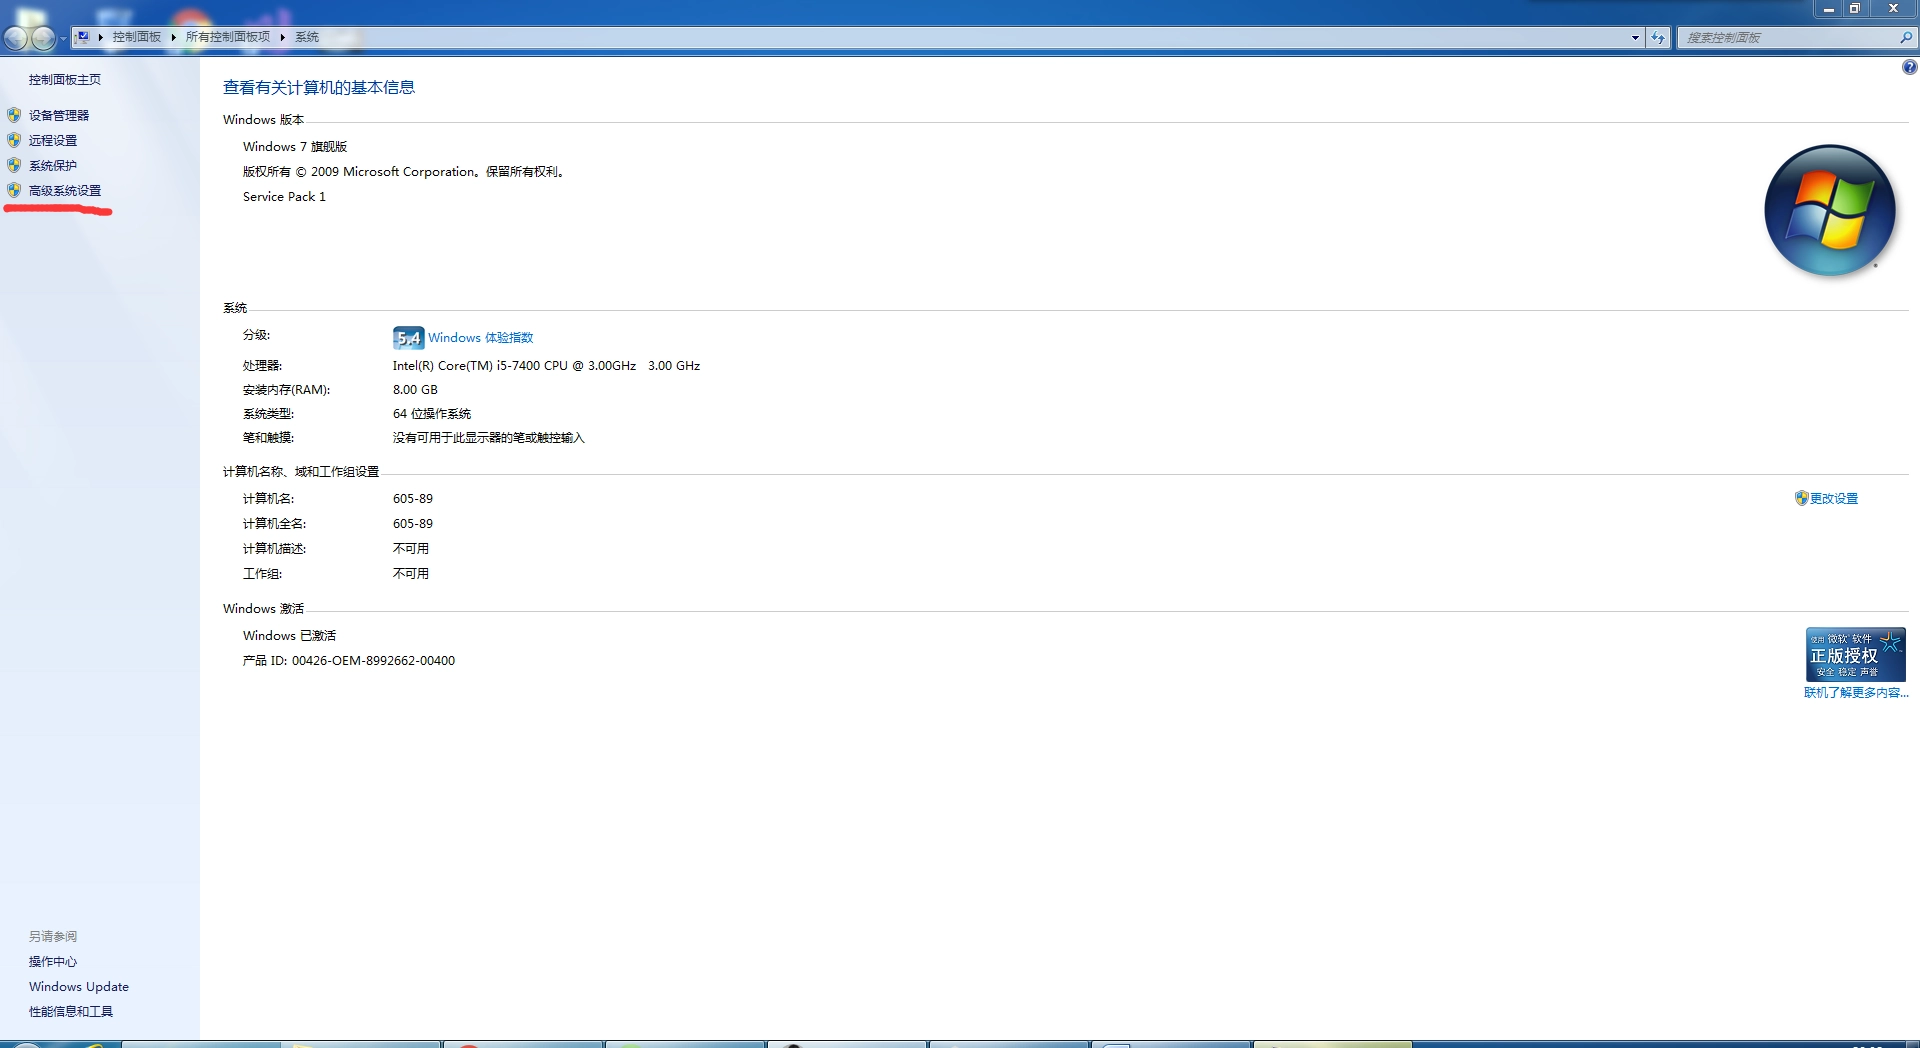 控制面板 所有控制面板项 系统
搜索控制面板
控制面板主页
设备管理器
远程设置
系统保护
高级系统设置
查看有关计算机的基本信息
Windows 版本
Windows 7 旗舰版
版权所有 © 2009 Microsoft Corporation。保留所有权利。
Service Pack 1
系统
分级: 5.4 Windows 体验指数
处理器: Intel(R) Core(TM) i5-7400 CPU @ 3.00GHz 3.00 GHz
安装内存(RAM): 8.00 GB
系统类型: 64 位操作系统
笔和触摸: 没有可用于此显示器的笔或触控输入
计算机名称、域和工作组设置
计算机名: 605-89 更改设置
计算机全名: 605-89
计算机描述: 不可用
工作组: 不可用
Windows 激活
Windows 已激活
产品 ID: 00426-OEM-8992662-00400
使用 微软 软件
正版授权
安全 稳定 声誉
联机了解更多内容...
另请参阅
操作中心
Windows Update
性能信息和工具